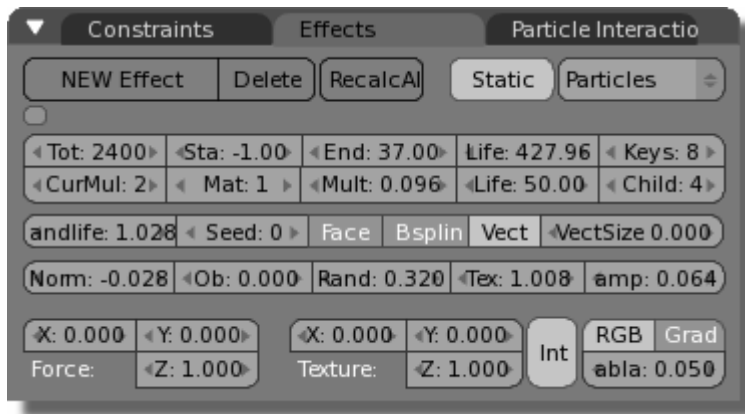 Constraints Effects Particle Interactio
NEW Effect Delete RecalcAl Static Particles
Tot: 2400 Sta: -1.00 End: 37.00 Life: 427.96 Keys: 8
CurMul: 2 Mat: 1 Mult: 0.096 Life: 50.00 Child: 4
andlife: 1.028 Seed: 0 Face Bsplin Vect VectSize 0.000
Norm: -0.028 Ob: 0.000 Rand: 0.320 Tex: 1.008 amp: 0.064
X: 0.000 Y: 0.000 X: 0.000 Y: 0.000 Int RGB Grad
Force: Z: 1.000 Texture: Z: 1.000 abla: 0.050